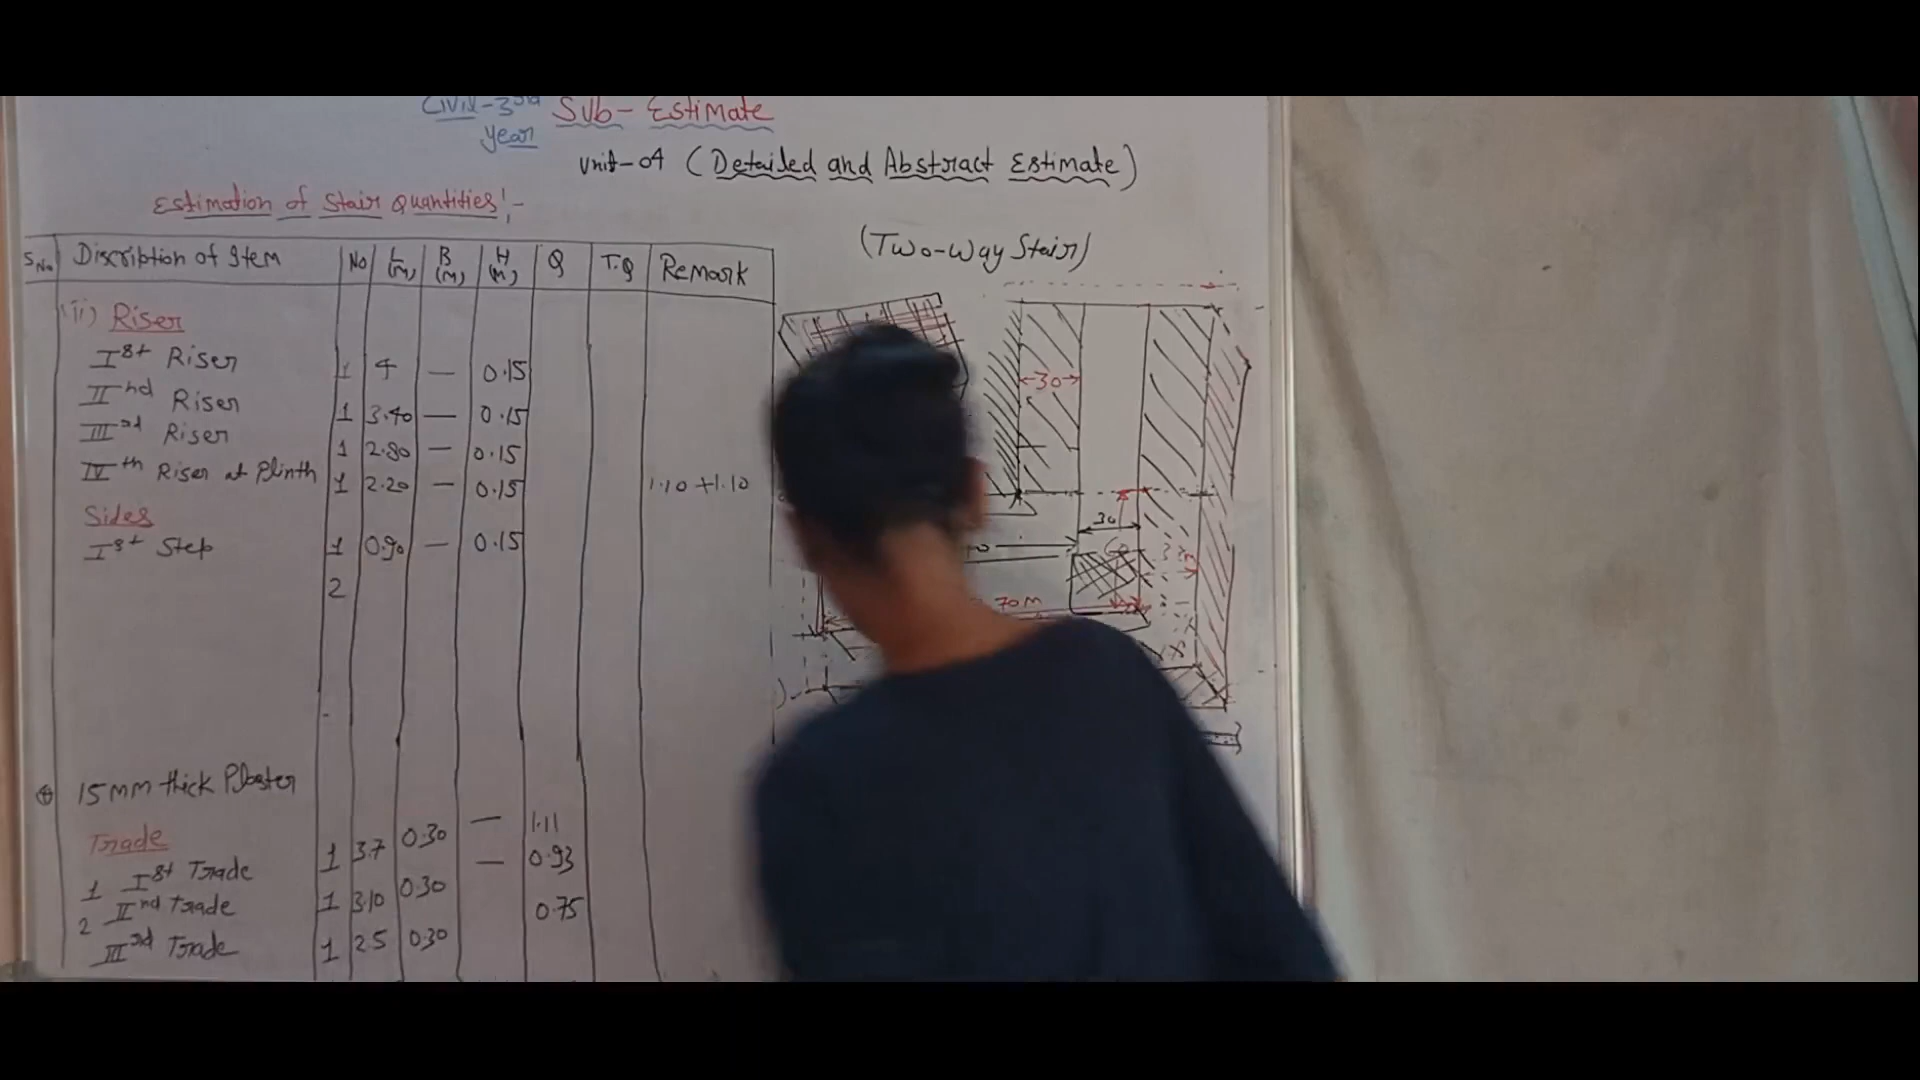 Civil-3rd Sub- Estimate
year
Unit-04 (Detailed and Abstract Estimate)
Estimation of Stair Quantities!-
S.No Discription of Item No L(m) B(m) H(m) Q T.Q Remark
(ii) Riser
Ist Riser 1 4 — 0.15
IInd Riser 1 3.40 — 0.15
IIIrd Riser 1 2.80 — 0.15
IVth Riser at Plinth 1 2.20 — 0.15 1.10+1.10
Sides
Ist Step 1 0.90 — 0.15
2
④ 15mm thick Plaster
Trade
1 Ist Trade 1 3.7 0.30 — 1.11
2 IInd Trade 1 3.10 0.30 — 0.93
IIIrd Trade 1 2.5 0.30 0.75
(Two-Way Stair)
30
30
70M